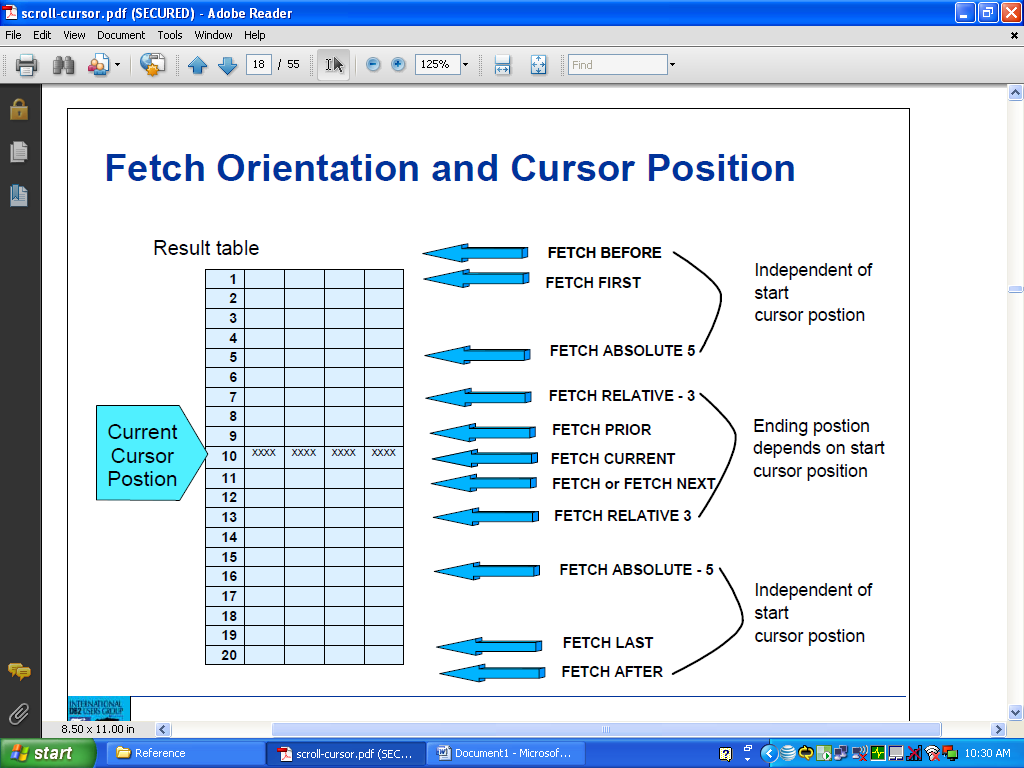 scroll-cursor.pdf (SECURED) - Adobe Reader
File Edit View Document Tools Window Help
18 / 55 125% Find
Fetch Orientation and Cursor Position
Result table
FETCH BEFORE
FETCH FIRST
FETCH ABSOLUTE 5
Independent of
start
cursor postion
1
2
3
4
5
6
7
8
9
10 XXXX XXXX XXXX XXXX
11
12
13
14
15
16
17
18
19
20
Current
Cursor
Postion
FETCH RELATIVE - 3
FETCH PRIOR
FETCH CURRENT
FETCH or FETCH NEXT
FETCH RELATIVE 3
Ending postion
depends on start
cursor position
FETCH ABSOLUTE - 5
FETCH LAST
FETCH AFTER
Independent of
start
cursor postion
INTERNATIONAL
DB2 USERS GROUP
8.50 x 11.00 in
start Reference scroll-cursor.pdf (SEC... Document1 - Microsof... 10:30 AM